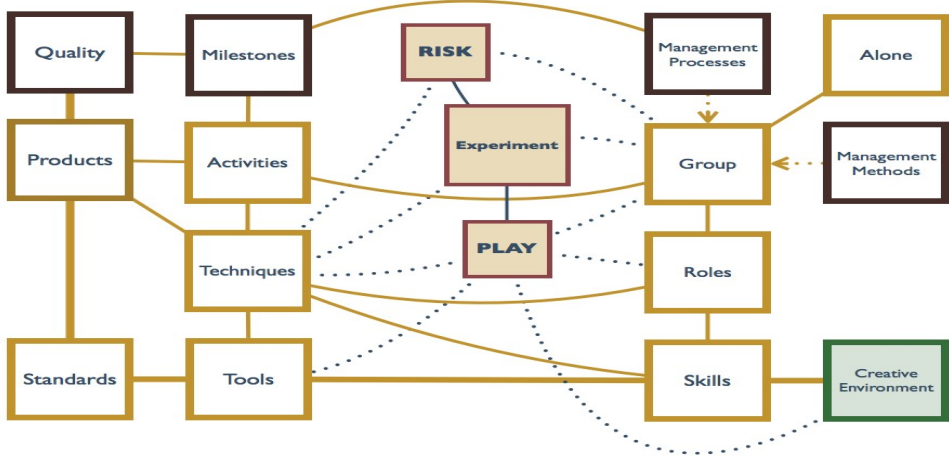 Quality
Milestones
RISK
Management
Processes
Alone
Products
Activities
Experiment
Group
Management
Methods
Techniques
PLAY
Roles
Standards
Tools
Skills
Creative
Environment